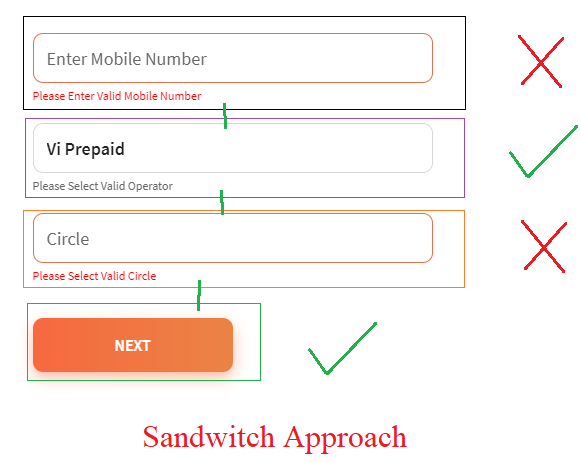 Enter Mobile Number
Please Enter Valid Mobile Number
Vi Prepaid
Please Select Valid Operator
Circle
Please Select Valid Circle
NEXT
Sandwitch Approach